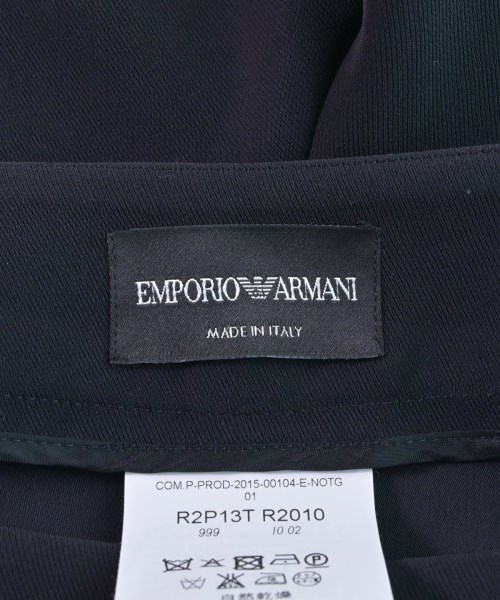 EMPORIO ARMANI
MADE IN ITALY
COM.P-PROD-2015-00104-E-NOTG
01
R2P13T R2010
999 10 02
自然乾燥